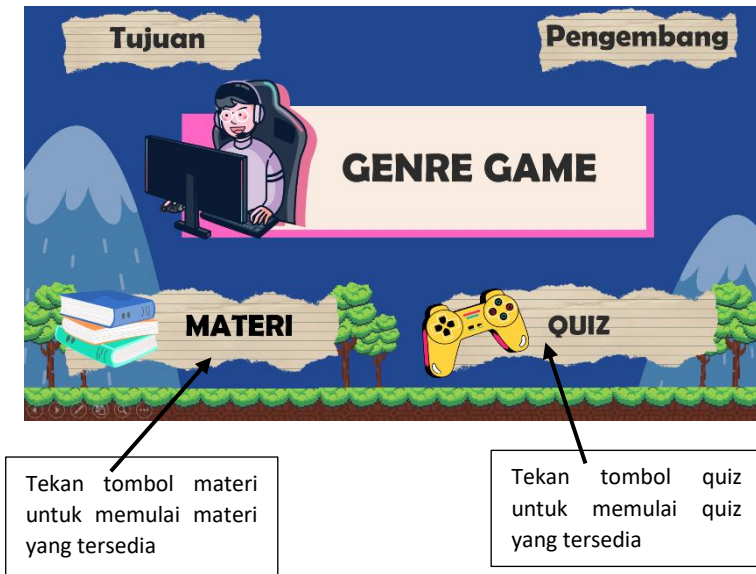 Tujuan
Pengembang
GENRE GAME
MATERI
QUIZ
Tekan tombol materi
untuk memulai materi
yang tersedia
Tekan tombol quiz
untuk memulai quiz
yang tersedia